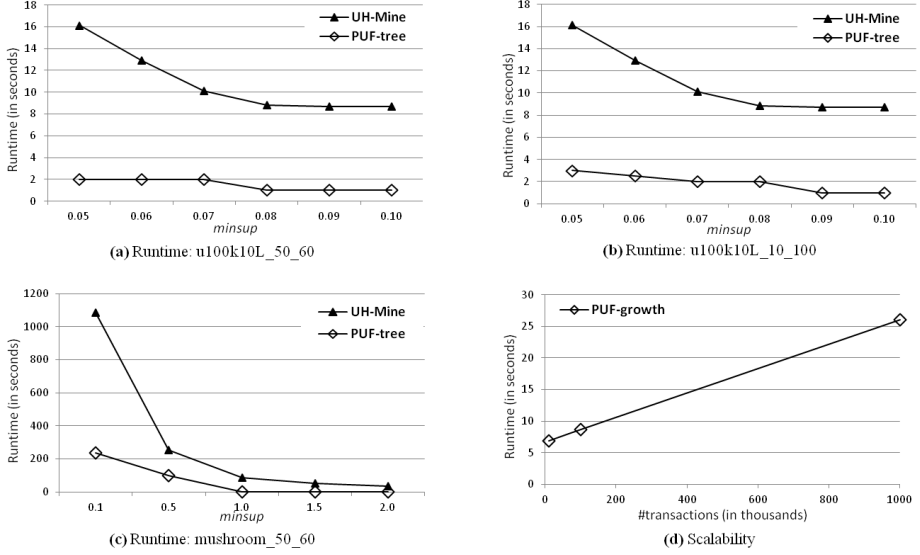 18
16
14
12
10
8
6
4
2
0
Runtime (in seconds)
UH-Mine
PUF-tree
0.05 0.06 0.07 0.08 0.09 0.10
minsup
(a) Runtime: u100k10L_50_60
18
16
14
12
10
8
6
4
2
0
Runtime (in seconds)
UH-Mine
PUF-tree
0.05 0.06 0.07 0.08 0.09 0.10
minsup
(b) Runtime: u100k10L_10_100
1200
1000
800
600
400
200
0
Runtime (in seconds)
UH-Mine
PUF-tree
0.1 0.5 1.0 1.5 2.0
minsup
(c) Runtime: mushroom_50_60
30
25
20
15
10
5
0
Runtime (in seconds)
PUF-growth
0 200 400 600 800 1000
#transactions (in thousands)
(d) Scalability